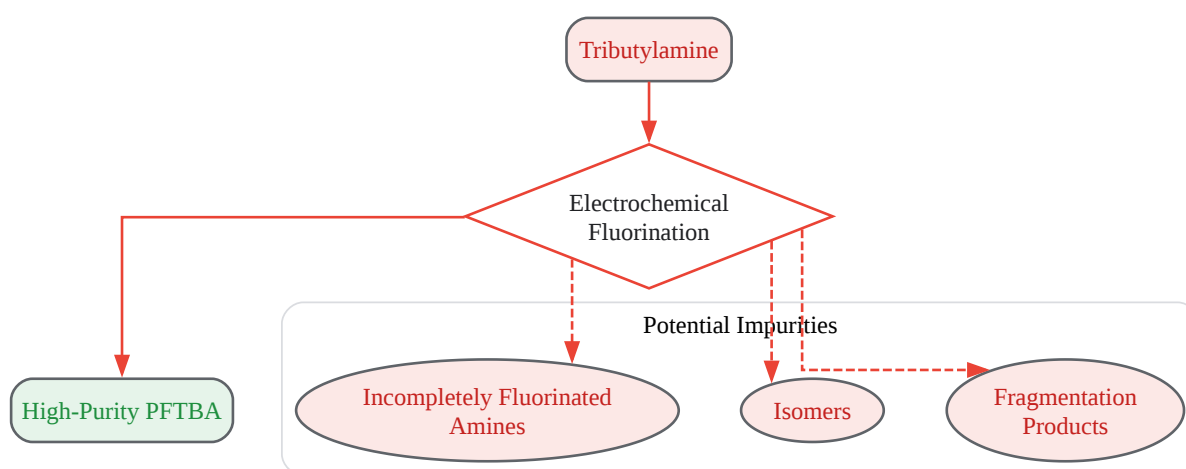 Tributylamine
Electrochemical
Fluorination
Potential Impurities
High-Purity PFTBA
Incompletely Fluorinated
Amines
Isomers
Fragmentation
Products